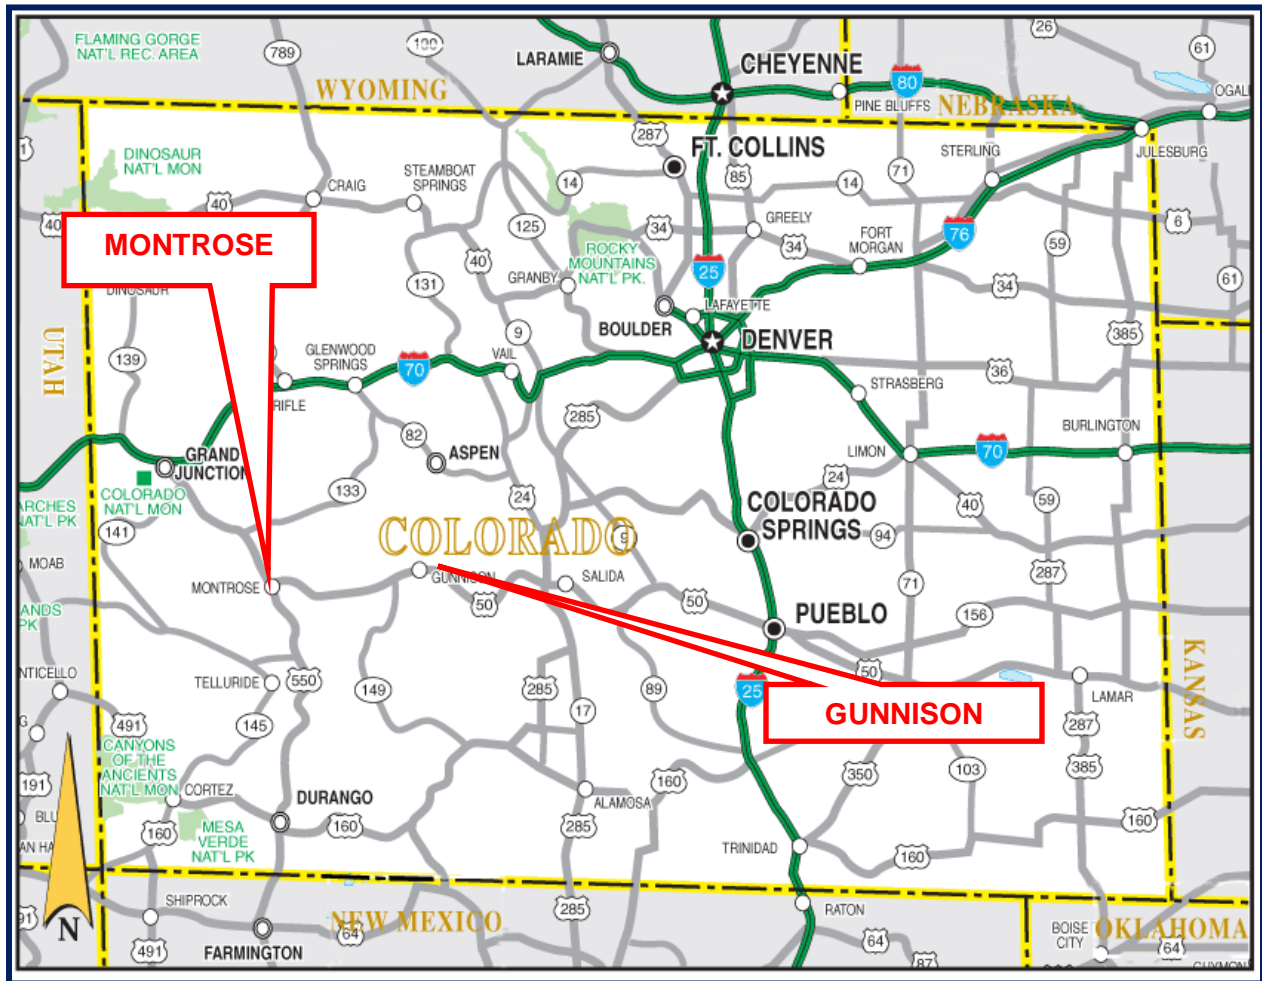 FLAMING GORGE
NAT'L REC. AREA
789
LARAMIE
CHEYENNE
26
61
WYOMING
80
PINE BLUFFS
NEBRASKA
DINOSAUR
NAT'L MON
287
FT. COLLINS
STERLING
JULESBURG
STEAMBOAT
SPRINGS
CRAIG
14
85
14
71
40
40
MONTROSE
125
34
GREELY
34
FORT
MORGAN
76
59
6
ROCKY
MOUNTAINS
NAT'L PK.
40
GRANBY
131
25
34
61
DINOSAUR
LAFAYETTE
BOULDER
DENVER
385
UTAH
139
9
GLENWOOD
SPRINGS
70
VAIL
36
STRASBERG
RIFLE
285
82
BURLINGTON
GRAND
JUNCTION
ASPEN
LIMON
70
COLORADO
NAT'L MON
133
24
24
COLORADO
SPRINGS
40
59
ARCHES
NAT'L PK
141
COLORADO
9
94
MOAB
MONTROSE
GUNNISON
SALIDA
50
50
71
287
PUEBLO
156
KANSAS
TELLURIDE
550
149
285
89
25
50
GUNNISON
LAMAR
491
145
17
287
CANYONS
OF THE
ANCIENTS
NAT'L MON
191
CORTEZ
DURANGO
160
ALAMOSA
350
103
385
160
MESA
VERDE
NAT'L PK
160
285
TRINIDAD
160
160
SHIPROCK
NEW MEXICO
285
RATON
N
491
FARMINGTON
64
64
87
BOISE
CITY
OKLAHOMA
64